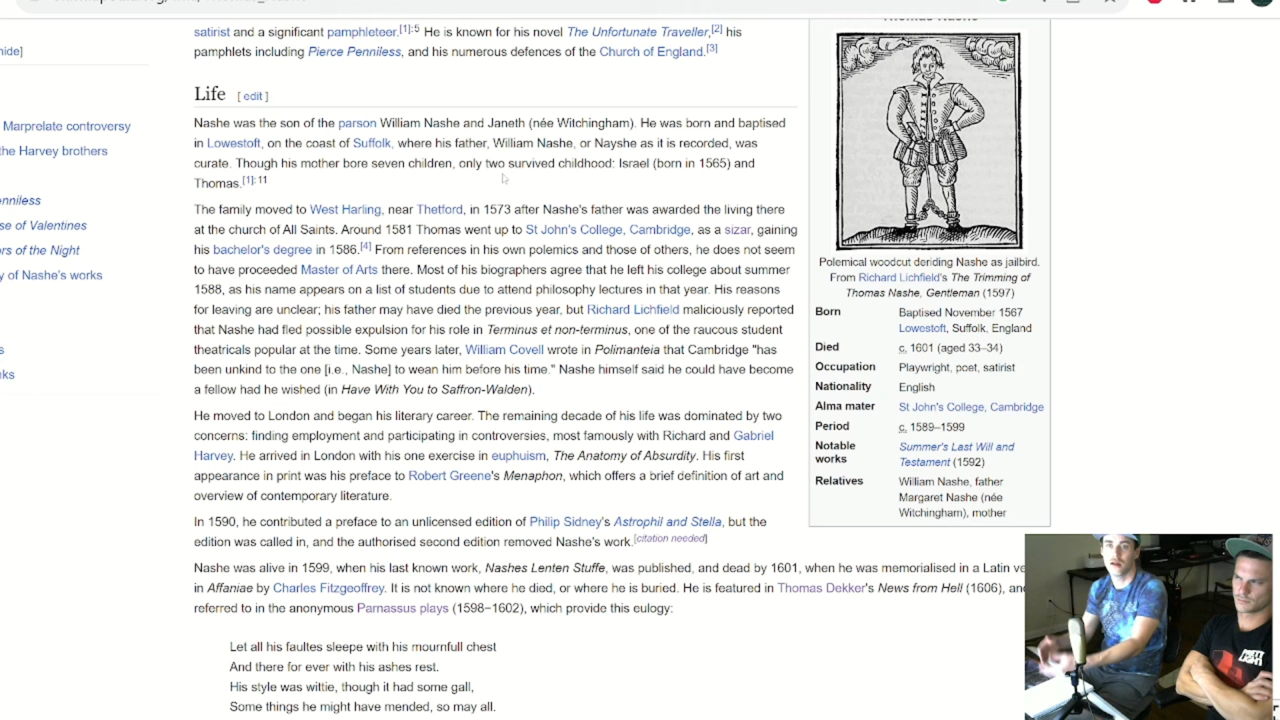 satirist and a significant pamphleteer.[1]:5 He is known for his novel The Unfortunate Traveller,[2] his
pamphlets including Pierce Penniless, and his numerous defences of the Church of England.[3]
Life [ edit ]
Nashe was the son of the parson William Nashe and Janeth (née Witchingham). He was born and baptised
in Lowestoft, on the coast of Suffolk, where his father, William Nashe, or Nayshe as it is recorded, was
curate. Though his mother bore seven children, only two survived childhood: Israel (born in 1565) and
Thomas.[1]:11
The family moved to West Harling, near Thetford, in 1573 after Nashe's father was awarded the living there
at the church of All Saints. Around 1581 Thomas went up to St John's College, Cambridge, as a sizar, gaining
his bachelor's degree in 1586.[4] From references in his own polemics and those of others, he does not seem
to have proceeded Master of Arts there. Most of his biographers agree that he left his college about summer
1588, as his name appears on a list of students due to attend philosophy lectures in that year. His reasons
for leaving are unclear; his father may have died the previous year, but Richard Lichfield maliciously reported
that Nashe had fled possible expulsion for his role in Terminus et non-terminus, one of the raucous student
theatricals popular at the time. Some years later, William Covell wrote in Polimanteia that Cambridge "has
been unkind to the one [i.e., Nashe] to wean him before his time." Nashe himself said he could have become
a fellow had he wished (in Have With You to Saffron-Walden).
He moved to London and began his literary career. The remaining decade of his life was dominated by two
concerns: finding employment and participating in controversies, most famously with Richard and Gabriel
Harvey. He arrived in London with his one exercise in euphuism, The Anatomy of Absurdity. His first
appearance in print was his preface to Robert Greene's Menaphon, which offers a brief definition of art and
overview of contemporary literature.
In 1590, he contributed a preface to an unlicensed edition of Philip Sidney's Astrophil and Stella, but the
edition was called in, and the authorised second edition removed Nashe's work.[citation needed]
Nashe was alive in 1599, when his last known work, Nashes Lenten Stuffe, was published, and dead by 1601, when he was memorialised in a Latin ve
in Affaniae by Charles Fitzgeoffrey. It is not known where he died, or where he is buried. He is featured in Thomas Dekker's News from Hell (1606), and
referred to in the anonymous Parnassus plays (1598–1602), which provide this eulogy:
Let all his faultes sleepe with his mournfull chest
And there for ever with his ashes rest.
His style was wittie, though it had some gall,
Some things he might have mended, so may all.
hide]
Marprelate controversy
the Harvey brothers
enniless
se of Valentines
ors of the Night
y of Nashe's works
s
ks
Polemical woodcut deriding Nashe as jailbird.
From Richard Lichfield's The Trimming of
Thomas Nashe, Gentleman (1597)
Born Baptised November 1567
Lowestoft, Suffolk, England
Died c. 1601 (aged 33–34)
Occupation Playwright, poet, satirist
Nationality English
Alma mater St John's College, Cambridge
Period c. 1589–1599
Notable works Summer's Last Will and
Testament (1592)
Relatives William Nashe, father
Margaret Nashe (née
Witchingham), mother